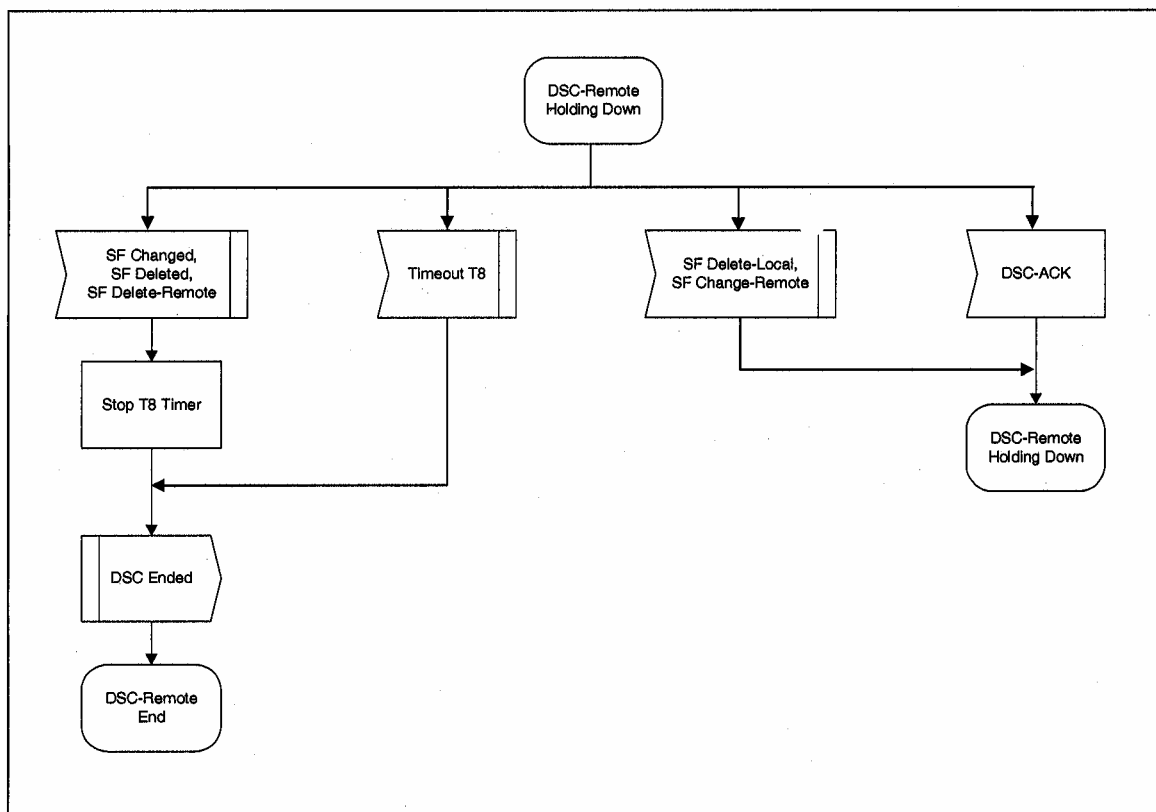 DSC-Remote
Holding Down
SF Changed,
SF Deleted,
SF Delete-Remote
Timeout T8
SF Delete-Local,
SF Change-Remote
DSC-ACK
Stop T8 Timer
DSC-Remote
Holding Down
DSC Ended
DSC-Remote
End